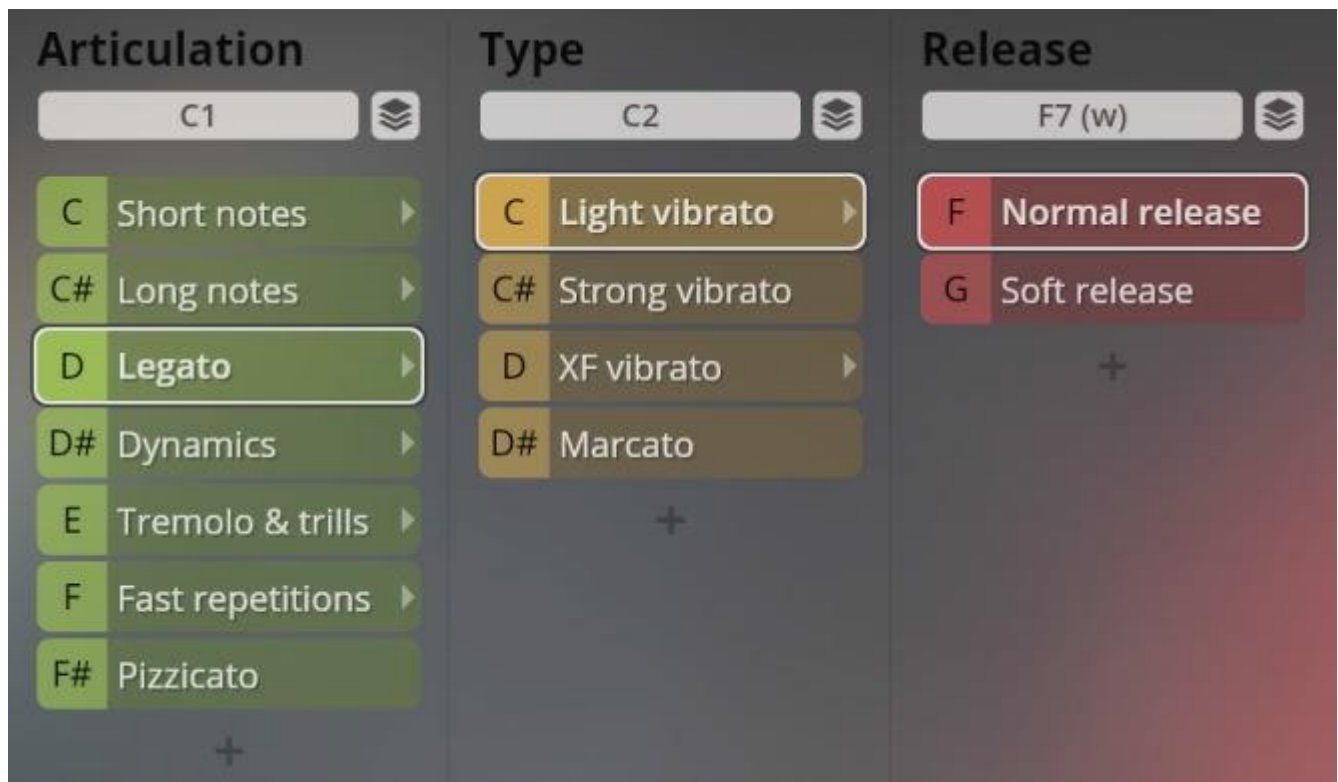 Articulation
C1
C Short notes
C# Long notes
D Legato
D# Dynamics
E Tremolo & trills
F Fast repetitions
F# Pizzicato
+
Type
C2
C Light vibrato
C# Strong vibrato
D XF vibrato
D# Marcato
+
Release
F7 (w)
F Normal release
G Soft release
+